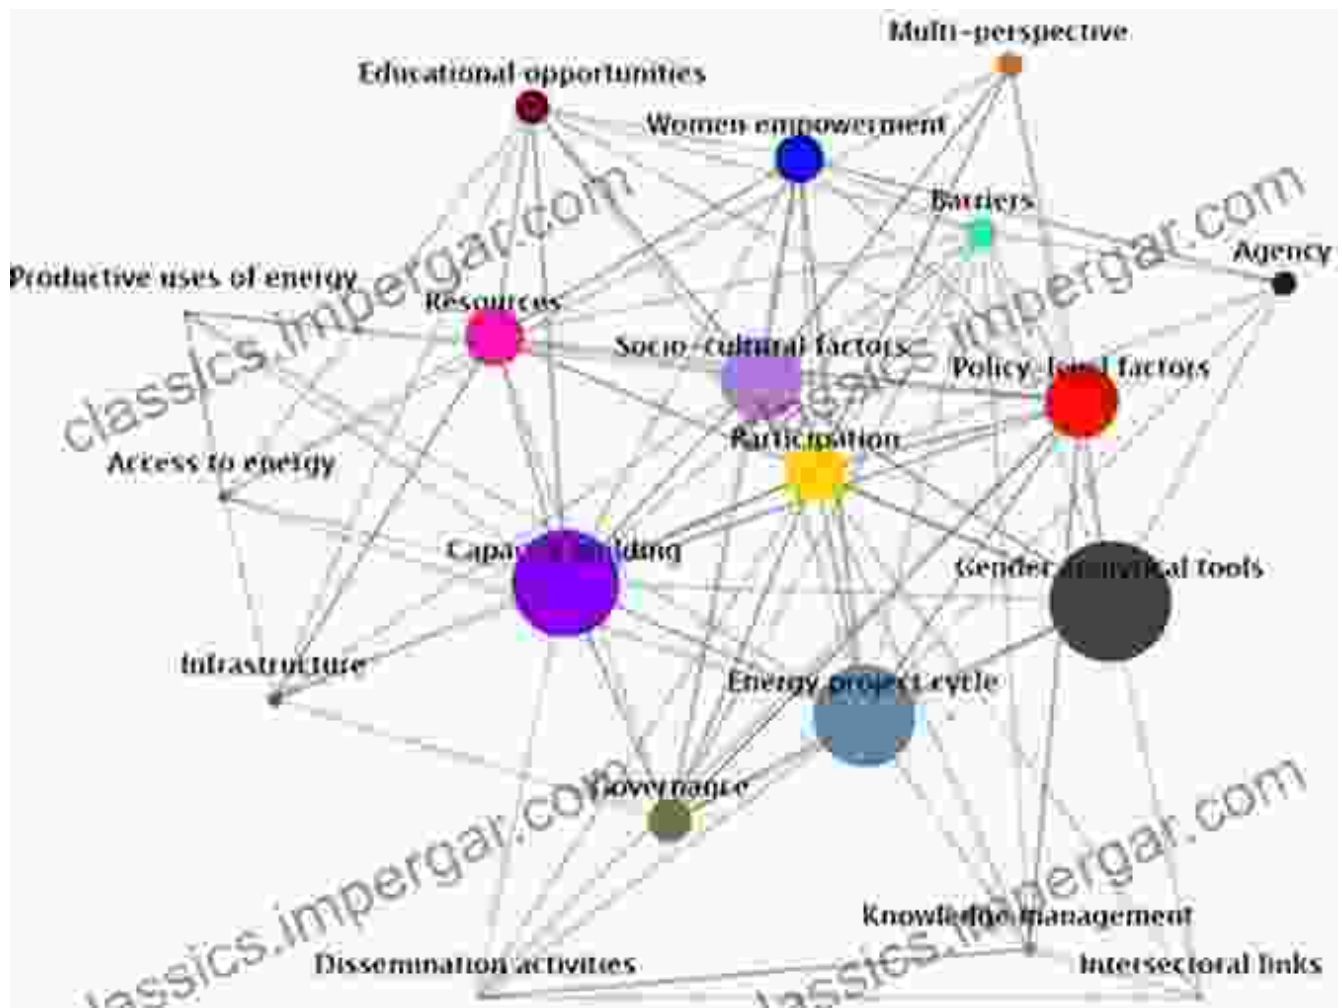 Multi-perspective
Educational opportunities
Women empowerment
Barriers
Agency
Productive uses of energy
Resources
classics.impergar.com
classics.impergar.com
Socio-cultural factors
Policy-level factors
Participation
Access to energy
Capacity building
Gender analytical tools
Infrastructure
Energy project cycle
Governance
classics.impergar.com
classics.impergar.com
Knowledge management
Dissemination activities
Intersectoral links